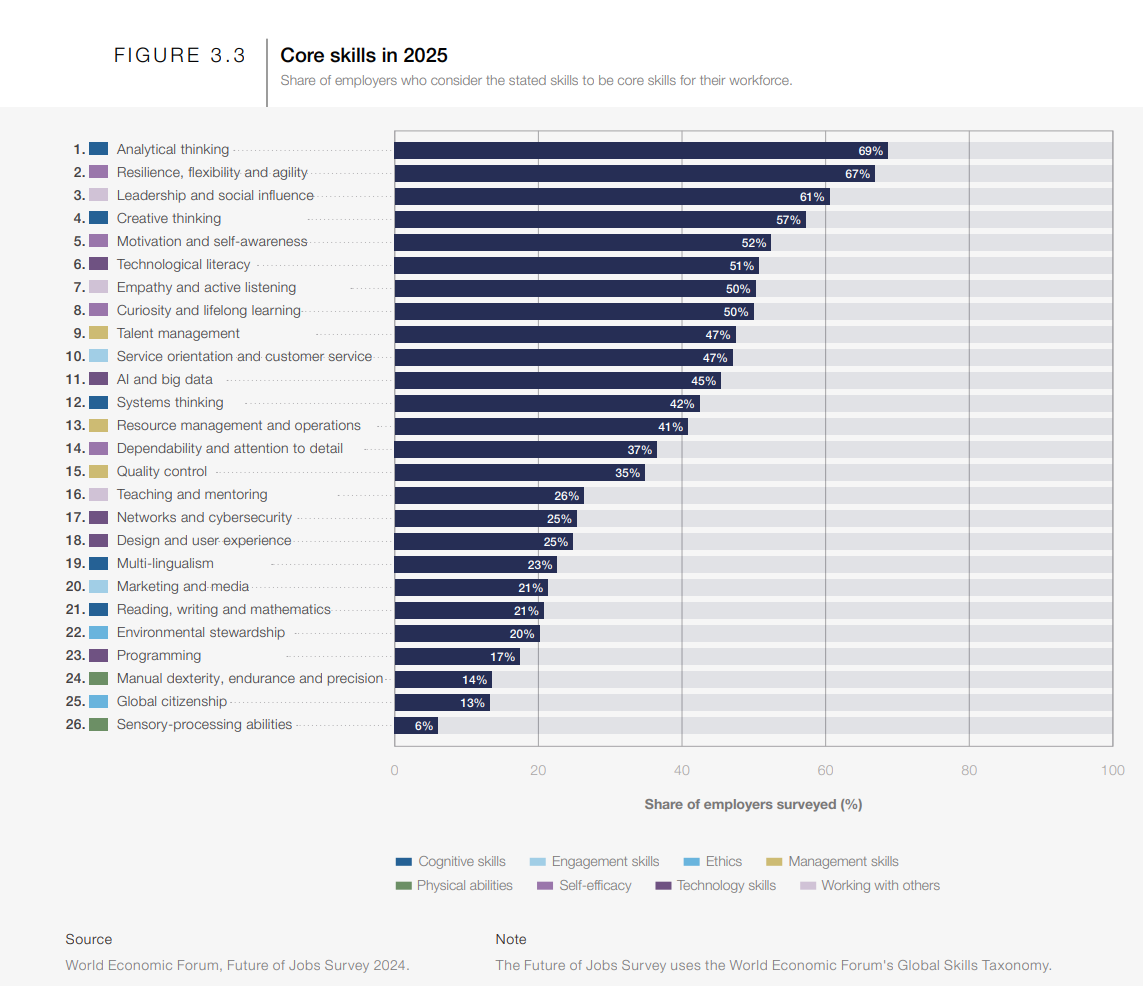 FIGURE 3.3
Core skills in 2025
Share of employers who consider the stated skills to be core skills for their workforce.
1. Analytical thinking 69%
2. Resilience, flexibility and agility 67%
3. Leadership and social influence 61%
4. Creative thinking 57%
5. Motivation and self-awareness 52%
6. Technological literacy 51%
7. Empathy and active listening 50%
8. Curiosity and lifelong learning 50%
9. Talent management 47%
10. Service orientation and customer service 47%
11. AI and big data 45%
12. Systems thinking 42%
13. Resource management and operations 41%
14. Dependability and attention to detail 37%
15. Quality control 35%
16. Teaching and mentoring 26%
17. Networks and cybersecurity 25%
18. Design and user experience 25%
19. Multi-lingualism 23%
20. Marketing and media 21%
21. Reading, writing and mathematics 21%
22. Environmental stewardship 20%
23. Programming 17%
24. Manual dexterity, endurance and precision 14%
25. Global citizenship 13%
26. Sensory-processing abilities 6%
0 20 40 60 80 100
Share of employers surveyed (%)
Cognitive skills Engagement skills Ethics Management skills
Physical abilities Self-efficacy Technology skills Working with others
Source
World Economic Forum, Future of Jobs Survey 2024.
Note
The Future of Jobs Survey uses the World Economic Forum's Global Skills Taxonomy.